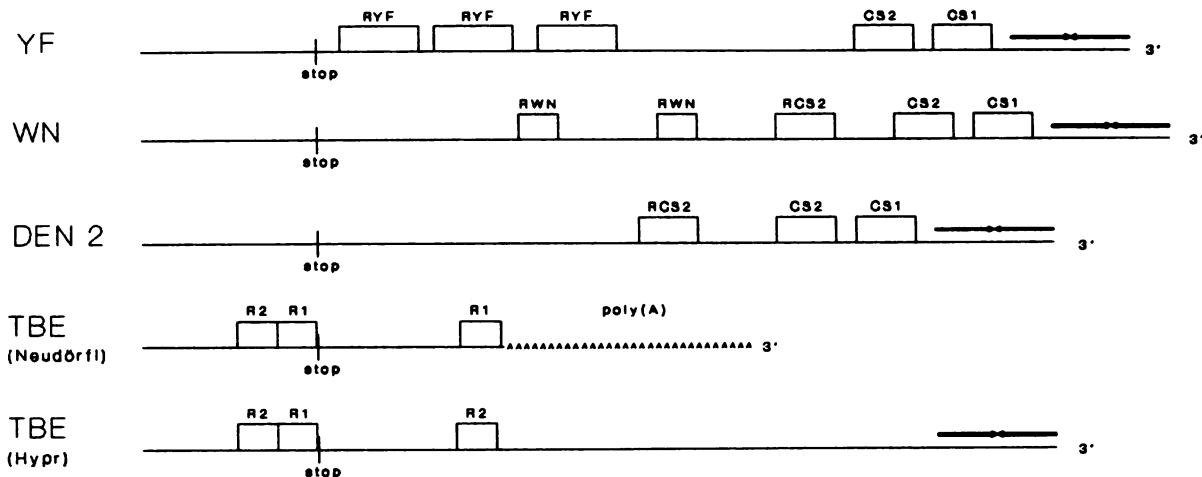 RYF RYF RYF CS2 CS1
YF
stop
3'
RWN RWN RCS2 CS2 CS1
WN
stop
3'
RCS2 CS2 CS1
DEN 2
stop
3'
R2 R1 R1 poly(A)
TBE
(Neudörfl)
stop
3'
R2 R1 R2
TBE
(Hypr)
stop
3'